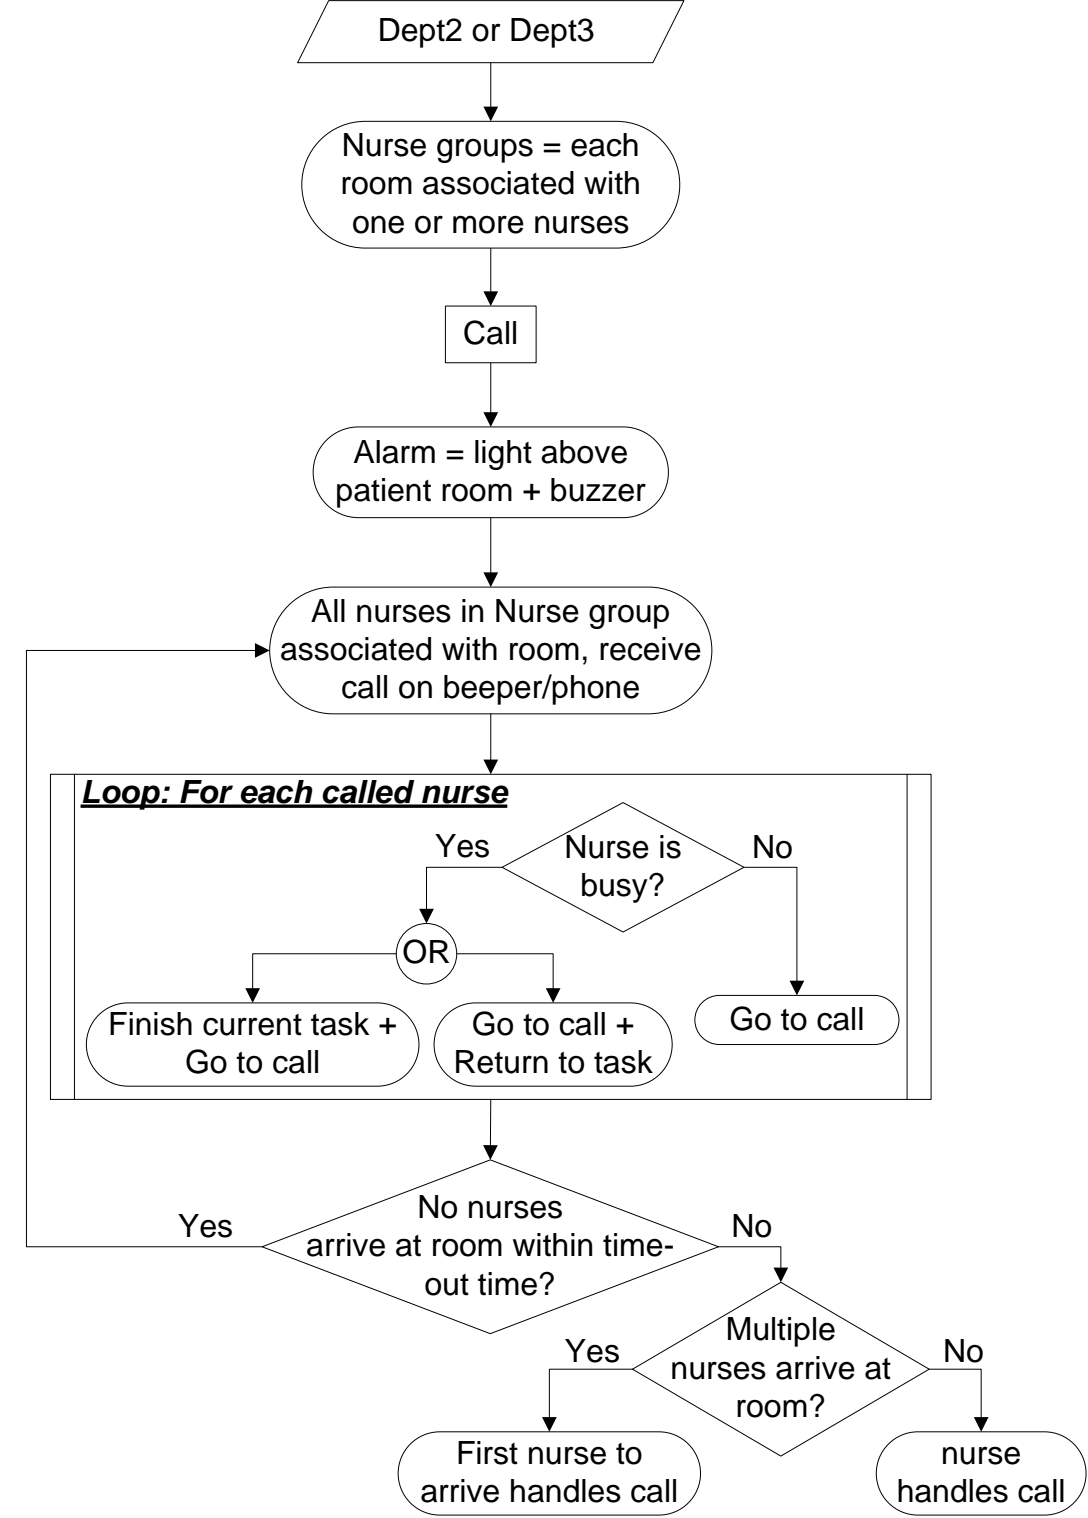 Dept2 or Dept3
Nurse groups = each
room associated with
one or more nurses
Call
Alarm = light above
patient room + buzzer
All nurses in Nurse group
associated with room, receive
call on beeper/phone
Loop: For each called nurse
Yes
Nurse is
busy?
No
OR
Finish current task +
Go to call
Go to call +
Return to task
Go to call
No nurses
arrive at room within time-
out time?
Yes
No
Multiple
nurses arrive at
room?
Yes
No
First nurse to
arrive handles call
nurse
handles call